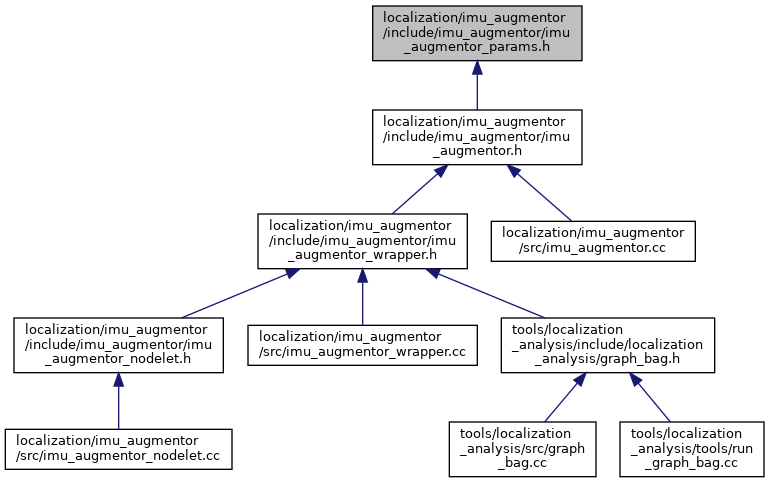 localization/imu_augmentor
/include/imu_augmentor/imu
_augmentor_params.h
localization/imu_augmentor
/include/imu_augmentor/imu
_augmentor.h
localization/imu_augmentor
/include/imu_augmentor/imu
_augmentor_wrapper.h
localization/imu_augmentor
/src/imu_augmentor.cc
localization/imu_augmentor
/include/imu_augmentor/imu
_augmentor_nodelet.h
localization/imu_augmentor
/src/imu_augmentor_wrapper.cc
tools/localization
_analysis/include/localization
_analysis/graph_bag.h
localization/imu_augmentor
/src/imu_augmentor_nodelet.cc
tools/localization
_analysis/src/graph
_bag.cc
tools/localization
_analysis/tools/run
_graph_bag.cc